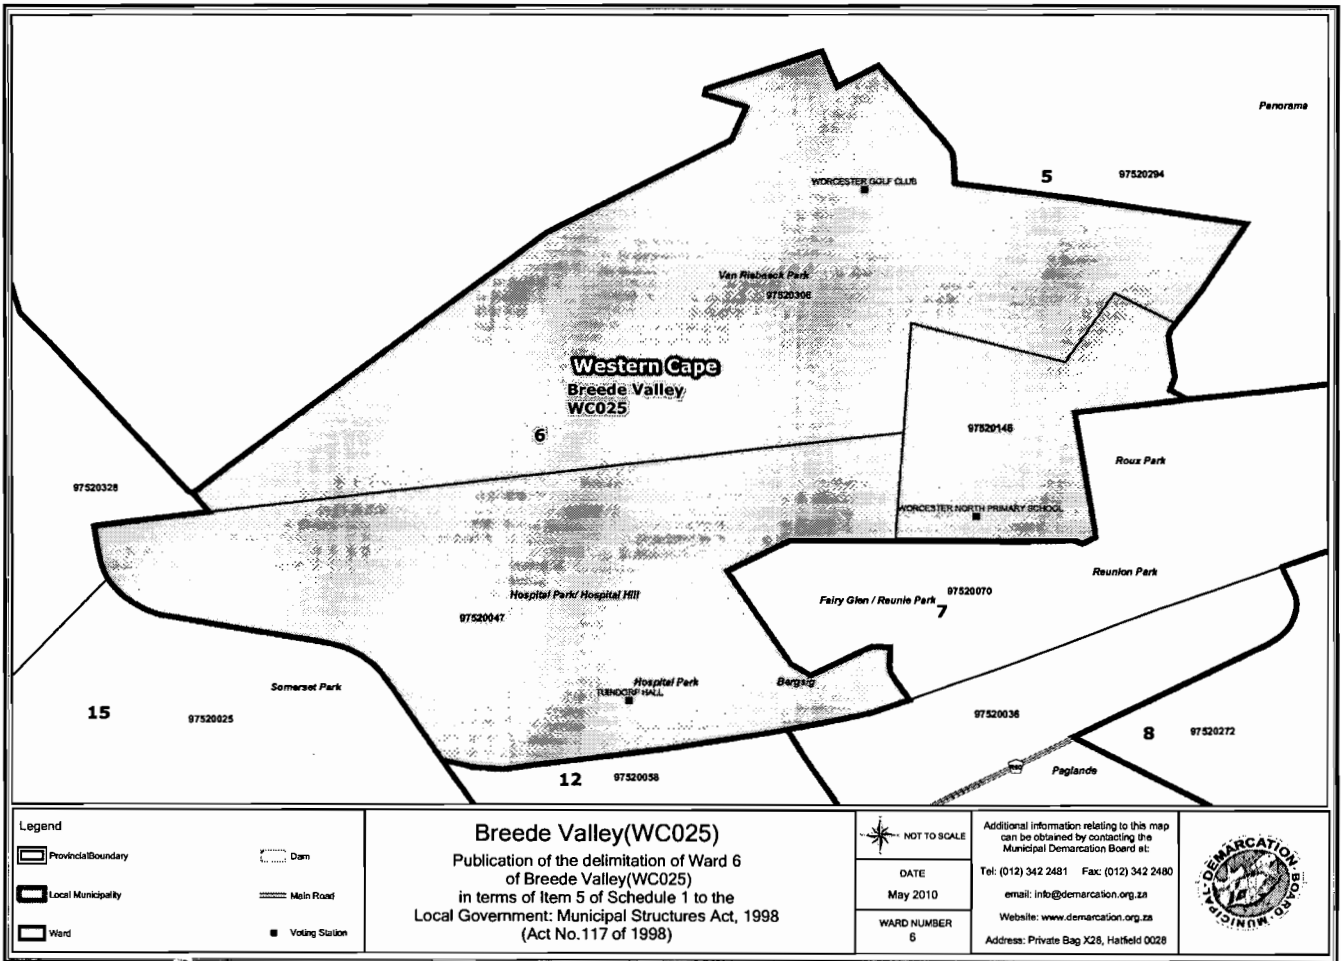 Panorama
5
97520294
WORCESTER GOLF CLUB
Van Riebeeck Park
97520306
Western Cape
Breede Valley
WC025
6
97520146
97520328
Roux Park
WORCESTER NORTH PRIMARY SCHOOL
Reunion Park
97520070
Fairy Glen / Reunie Park
7
Hospital Park/ Hospital Hill
97520047
Hospital Park
Bergsig
Somerset Park
15
97520025
97520036
8
97520272
Paglande
12
97520058
Legend
ProvincialBoundary
Dam
Local Municipality
Main Road
Ward
Voting Station
Breede Valley(WC025)
Publication of the delimitation of Ward 6
of Breede Valley(WC025)
in terms of Item 5 of Schedule 1 to the
Local Government: Municipal Structures Act, 1998
(Act No.117 of 1998)
NOT TO SCALE
DATE
May 2010
WARD NUMBER
6
Additional information relating to this map
can be obtained by contacting the
Municipal Demarcation Board at:
Tel: (012) 342 2481 Fax: (012) 342 2480
email: info@demarcation.org.za
Website: www.demarcation.org.za
Address: Private Bag X28, Hatfield 0028
MUNICIPAL DEMARCATION BOARD